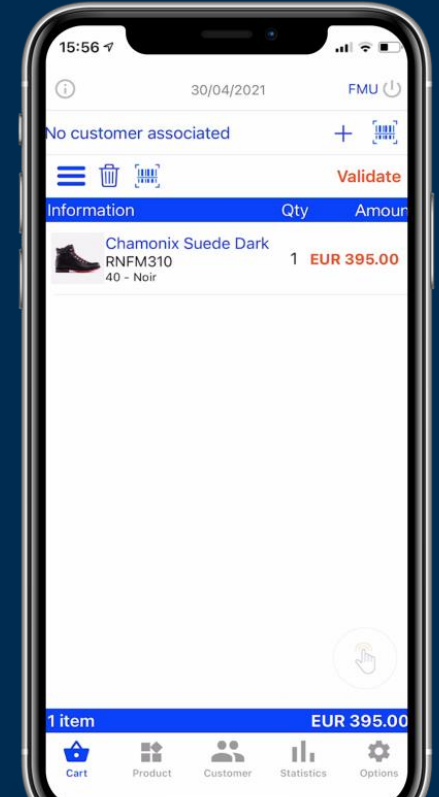 15:56
30/04/2021 FMU
No customer associated
Validate
Information Qty Amoun
Chamonix Suede Dark
RNFM310 1 EUR 395.00
40 - Noir
1 item EUR 395.00
Cart Product Customer Statistics Options